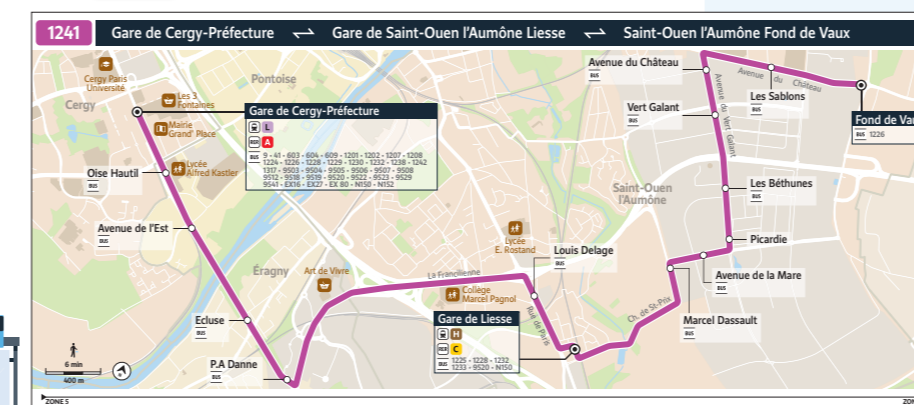 1241 Gare de Cergy-Préfecture ⇌ Gare de Saint-Ouen l'Aumône Liesse ⇌ Saint-Ouen l'Aumône Fond de Vaux
Cergy Paris
Université
Cergy
Pontoise
Les 3
Fontaines
Mairie
Grand' Place
Lycée
Alfred Kastler
Gare de Cergy-Préfecture
L
RER A
BUS 9 - 41 - 603 - 604 - 609 - 1201 - 1202 - 1207 - 1208
1224 - 1226 - 1228 - 1229 - 1230 - 1232 - 1238 - 1242
1317 - 9503 - 9504 - 9505 - 9506 - 9507 - 9508
9512 - 9518 - 9519 - 9520 - 9522 - 9523 - 9529
9541 - EX16 - EX27 - EX 80 - N150 - N152
Oise Hautil
BUS
Avenue de l'Est
BUS
Ecluse
BUS
P.A Danne
BUS
Éragny
Art de Vivre
La Francilienne
Collège
Marcel Pagnol
Lycée
E. Rostand
Louis Delage
BUS
Rue de Paris
Gare de Liesse
H
RER C
BUS 1225 - 1228 - 1232
1233 - 9520 - N150
Ch. de St-Prix
Marcel Dassault
BUS
Avenue de la Mare
BUS
Picardie
BUS
Les Béthunes
BUS
Saint-Ouen
l'Aumône
Vert Galant
BUS
Avenue du Vert Galant
Avenue du Château
BUS
Avenue du Château
Les Sablons
BUS
Fond de Vau
BUS 1226
6 min
400 m
ZONE 5
ZON